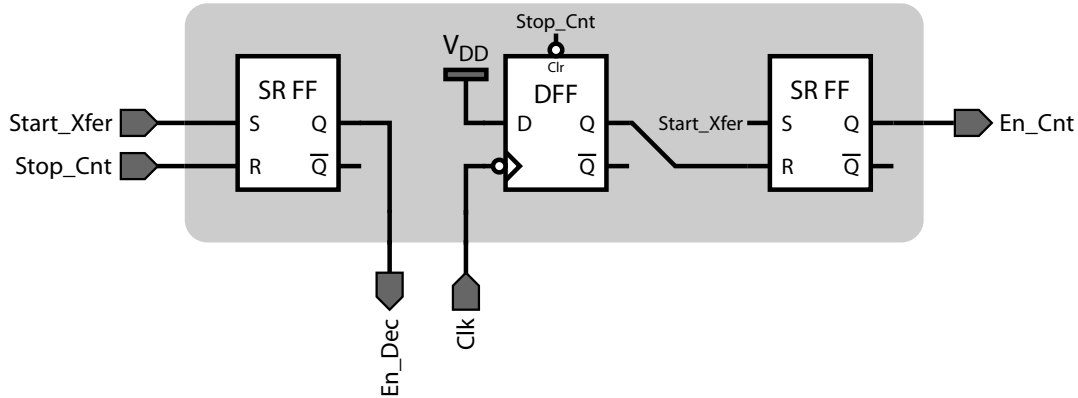 Stop_Cnt
VDD
Clr
SR FF
DFF
SR FF
Start_Xfer
S
Q
D
Q
Start_Xfer
S
Q
En_Cnt
Stop_Cnt
R
Q̅
Q̅
R
Q̅
En_Dec
Clk